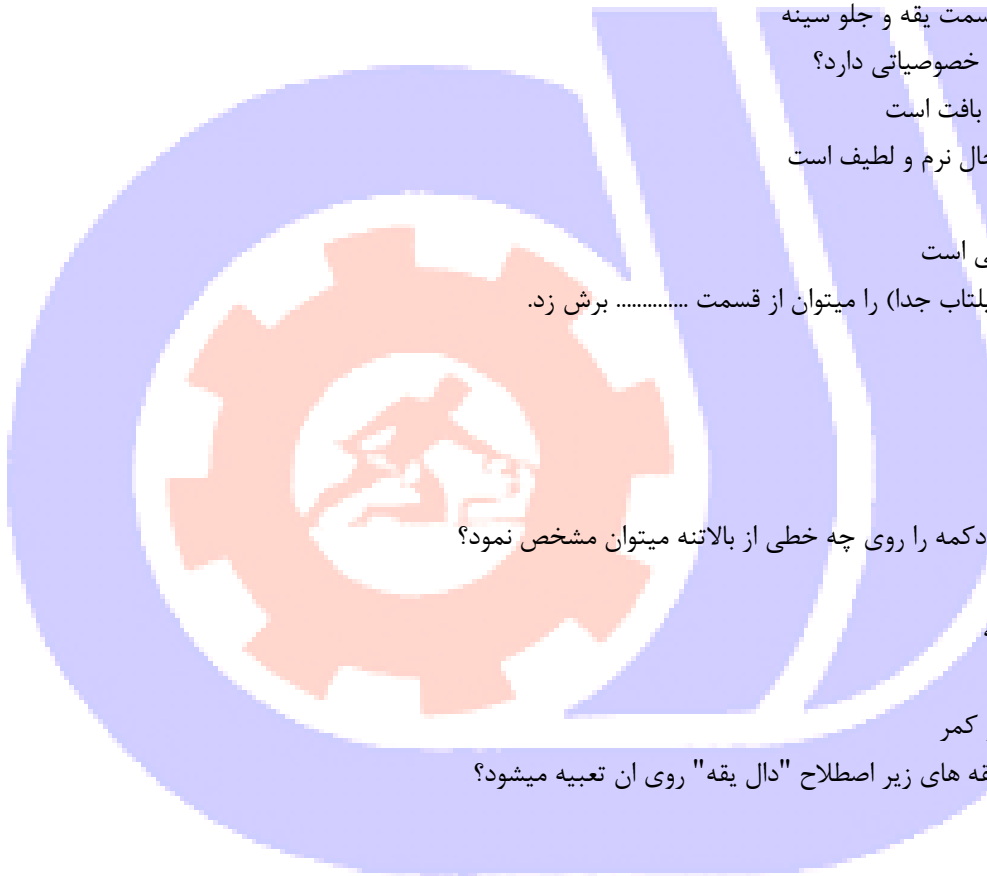 سمت یقه و جلو سینه
خصوصیاتی دارد؟
بافت است
حال نرم و لطیف است
است
جدا) را میتوان از قسمت ............. برش زد.
دکمه را روی چه خطی از بالاتنه میتوان مشخص نمود؟
کمر
قه های زیر اصطلاح "دال یقه" روی ان تعبیه میشود؟